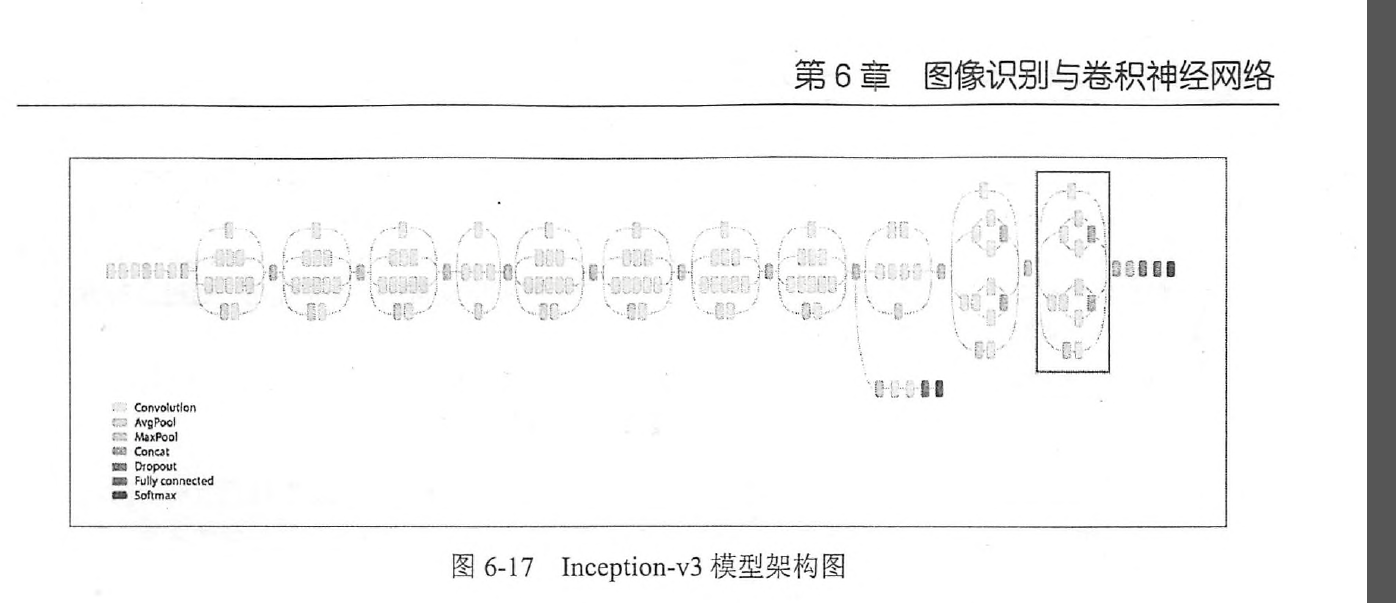 第 6 章 图像识别与卷积神经网络
Convolution
AvgPool
MaxPool
Concat
Dropout
Fully connected
Softmax
图 6-17 Inception-v3 模型架构图